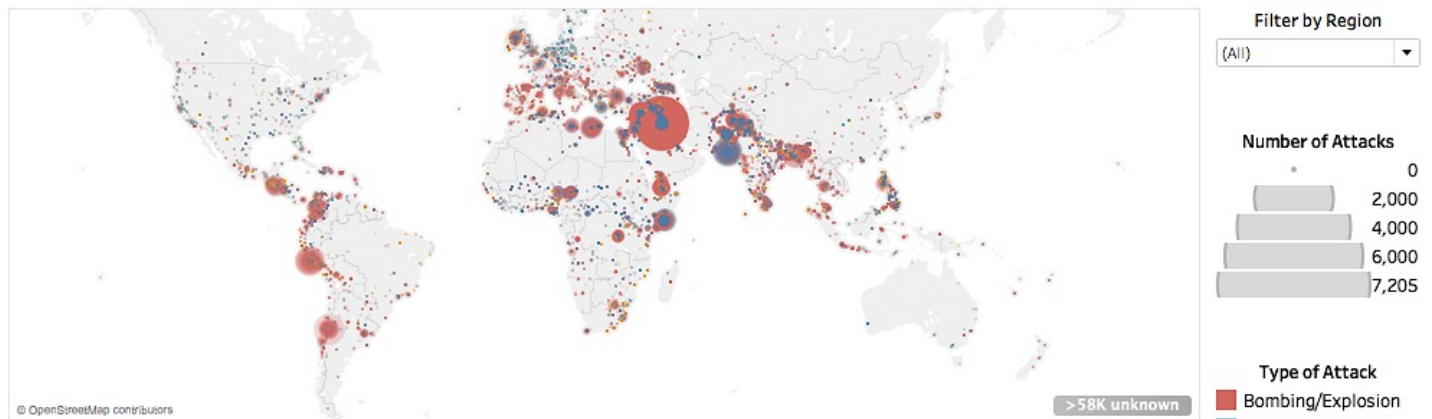 Filter by Region
(All)
Number of Attacks
0
2,000
4,000
6,000
7,205
Type of Attack
Bombing/Explosion
© OpenStreetMap contributors
>58K unknown